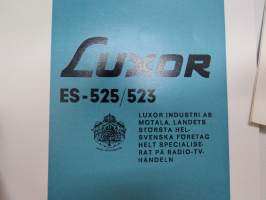 LUXOR
ES-525/523
LUXOR INDUSTRI AB
MOTALA, LANDETS
STÖRSTA HEL-
SVENSKA FÖRETAG
HELT SPECIALISE-
RAT PÅ RADIO-TV-
HANDELN